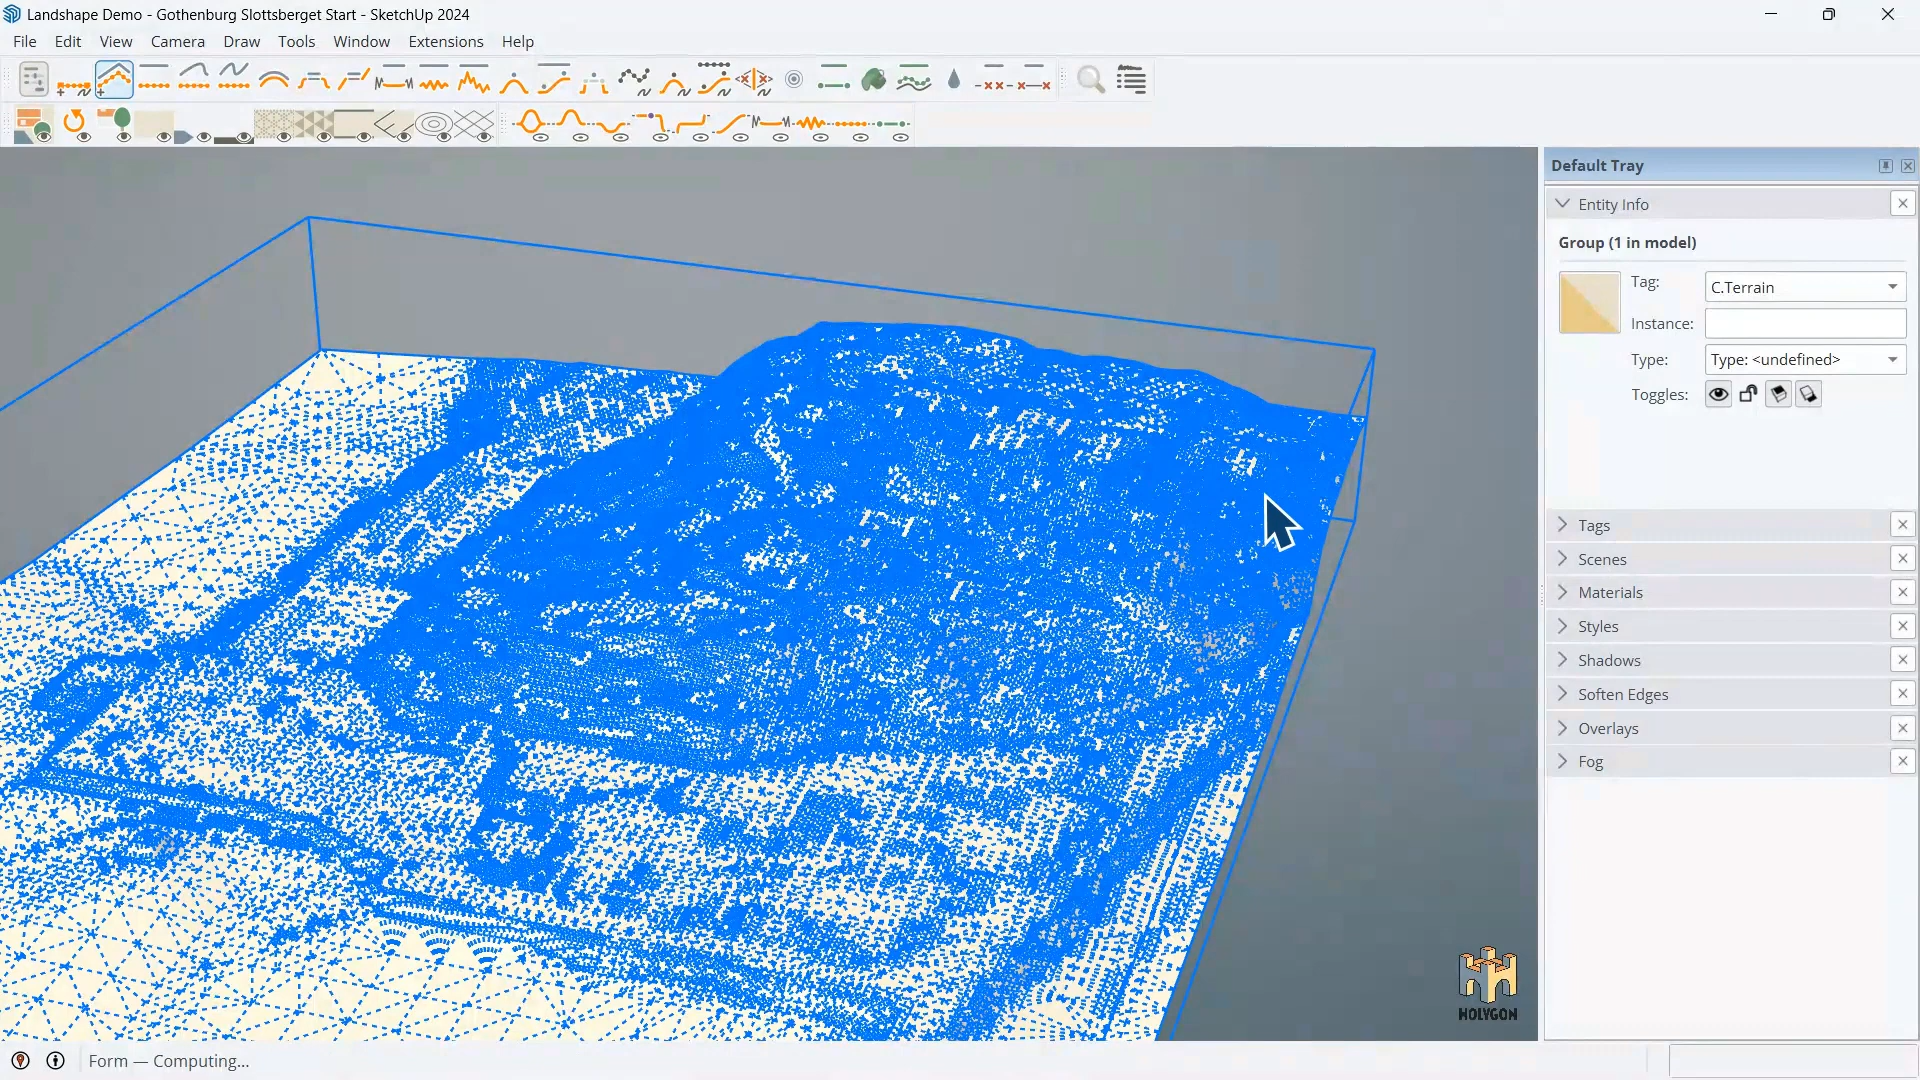 Landshape Demo - Gothenburg Slottsberget Start - SketchUp 2024
File Edit View Camera Draw Tools Window Extensions Help
Default Tray
Entity Info
Group (1 in model)
Tag: C.Terrain
Instance:
Type: Type: <undefined>
Toggles:
Tags
Scenes
Materials
Styles
Shadows
Soften Edges
Overlays
Fog
HOLYGON
Form — Computing...